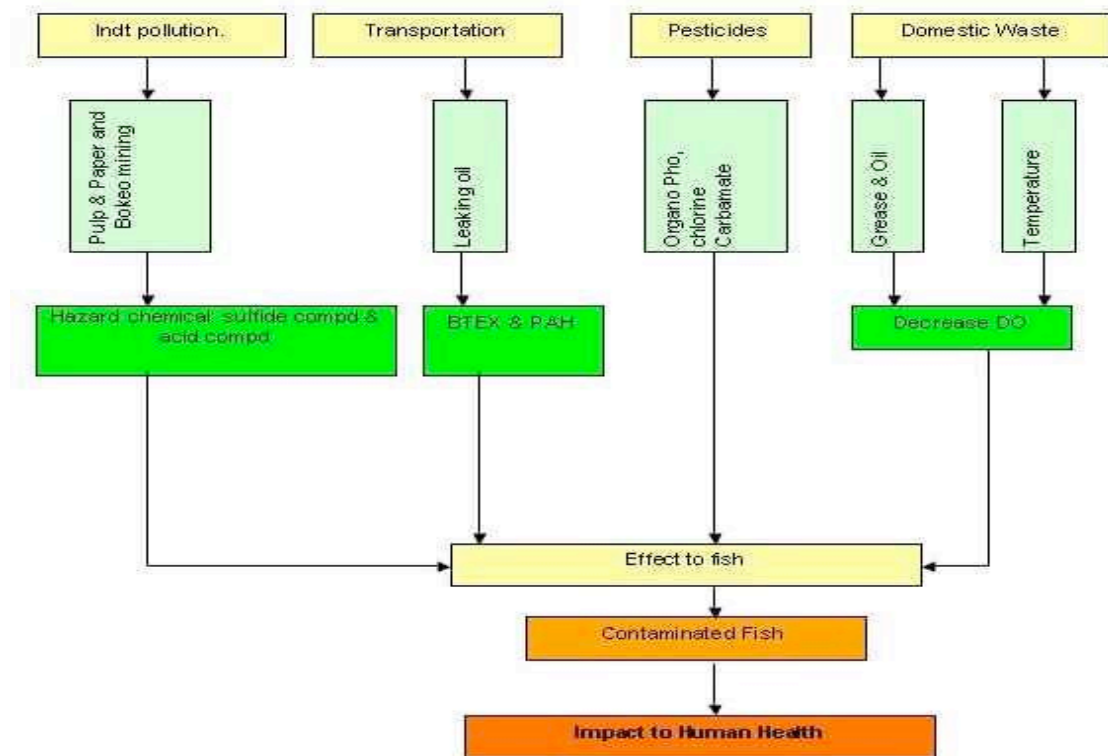 Indt pollution.
Transportation
Pesticides
Domestic Waste
Pulp & Paper and
Bokeo mining
Leaking oil
Organo Pho,
chlorine
Carbamate
Grease & Oil
Temperature
Hazard chemical: sulfide compd &
acid compd
BTEX & PAH
Decrease DO
Effect to fish
Contaminated Fish
Impact to Human Health